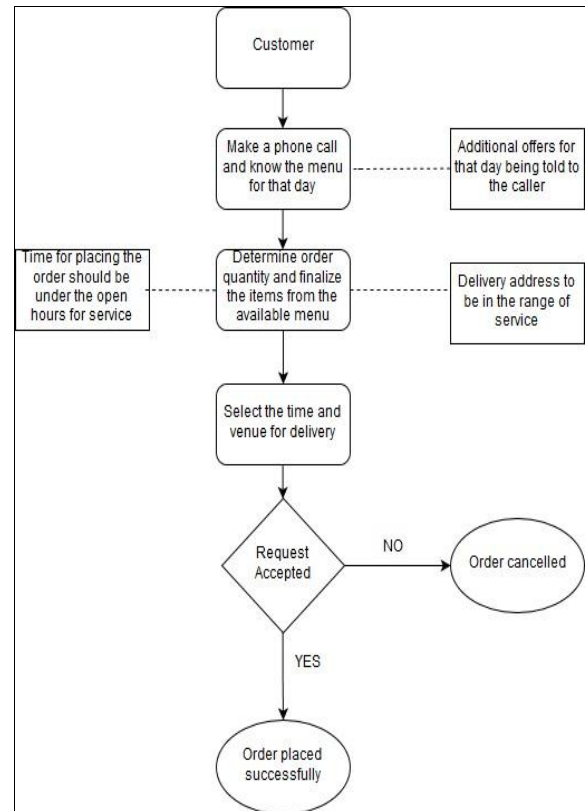 Customer
Make a phone call
and know the menu
for that day
Additional offers for
that day being told to
the caller
Time for placing the
order should be
under the open
hours for service
Determine order
quantity and finalize
the items from the
available menu
Delivery address to
be in the range of
service
Select the time and
venue for delivery
Request
Accepted
NO
Order cancelled
YES
Order placed
successfully